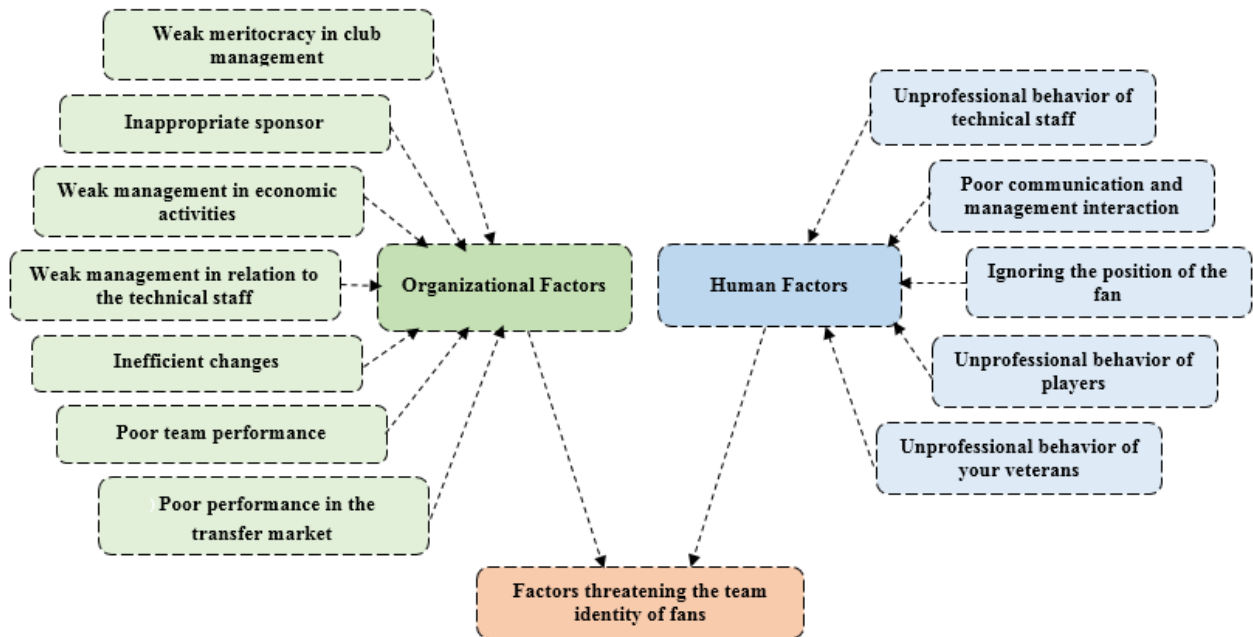 Weak meritocracy in club
management
Inappropriate sponsor
Weak management in economic
activities
Weak management in relation to
the technical staff
Inefficient changes
Poor team performance
Poor performance in the
transfer market
Organizational Factors
Human Factors
Unprofessional behavior of
technical staff
Poor communication and
management interaction
Ignoring the position of the
fan
Unprofessional behavior of
players
Unprofessional behavior of
your veterans
Factors threatening the team
identity of fans